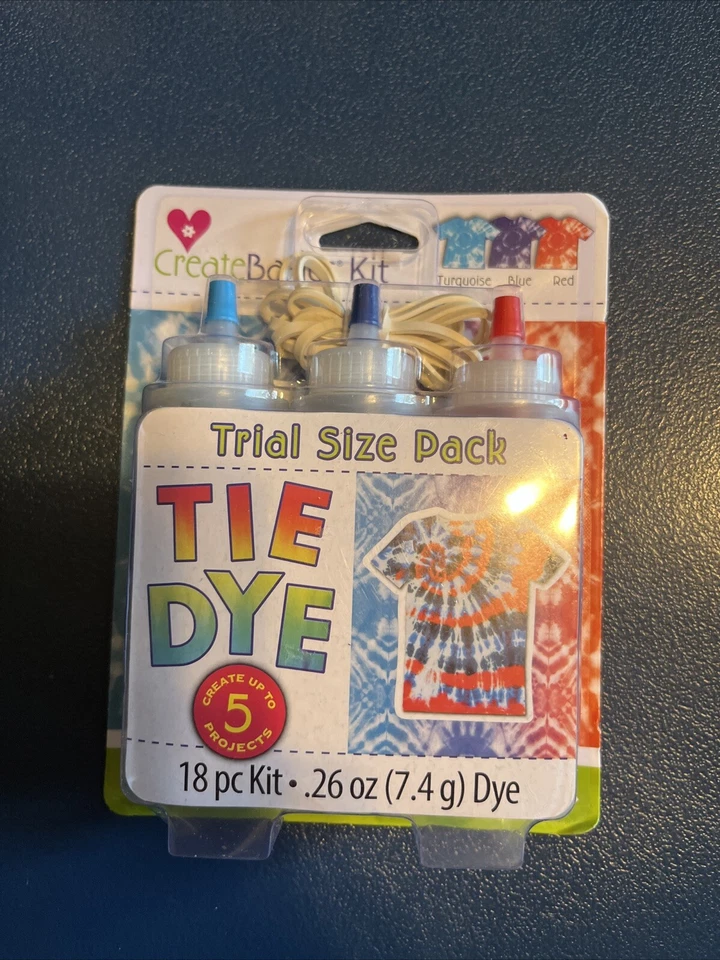 CreateBasics Kit
Turquoise Blue Red
Trial Size Pack
TIE
DYE
CREATE UP TO
5
PROJECTS
18 pc Kit • .26 oz (7.4 g) Dye